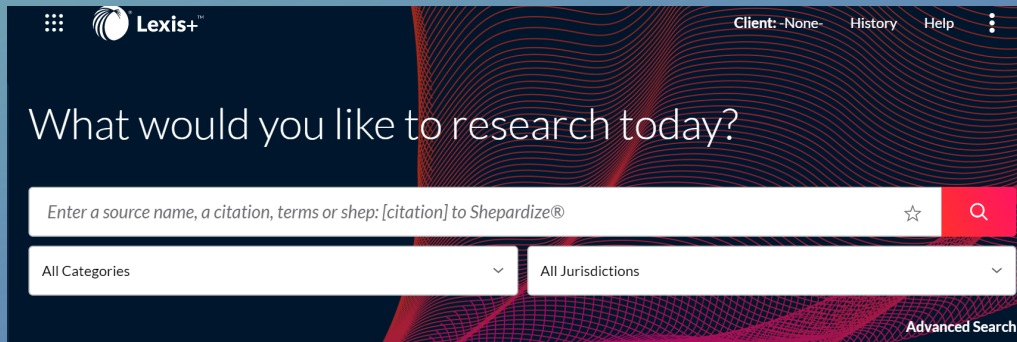 Lexis+™ Client: -None- History Help
What would you like to research today?
Enter a source name, a citation, terms or shep: [citation] to Shepardize®
All Categories All Jurisdictions
Advanced Search